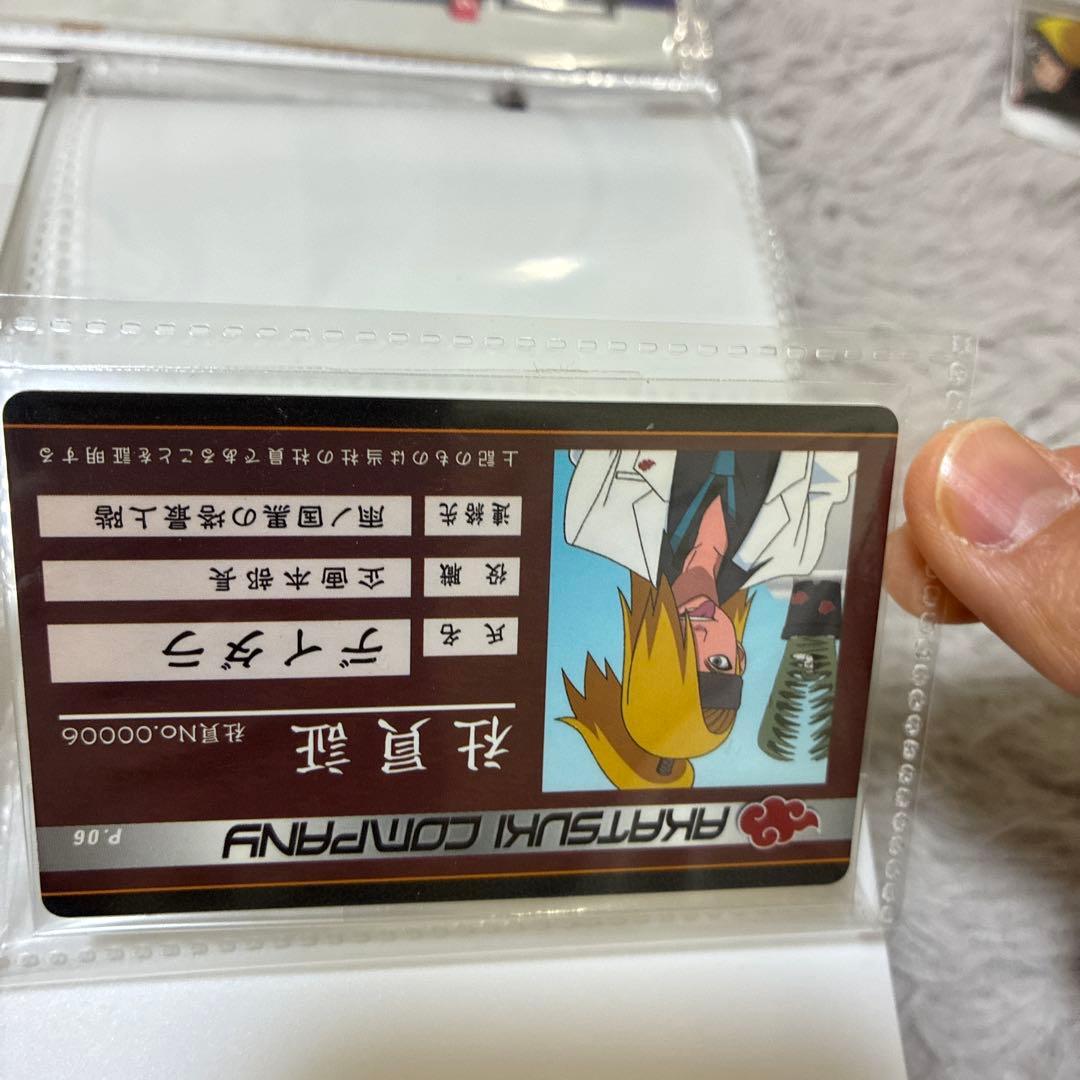 AKATSUKI COMPANY
P.06
社員証
社員No.00006
氏名
デイダラ
役職
企画本部長
連絡先
雨ノ国黒の塔最上階
上記のものは当社の社員であることを証明する